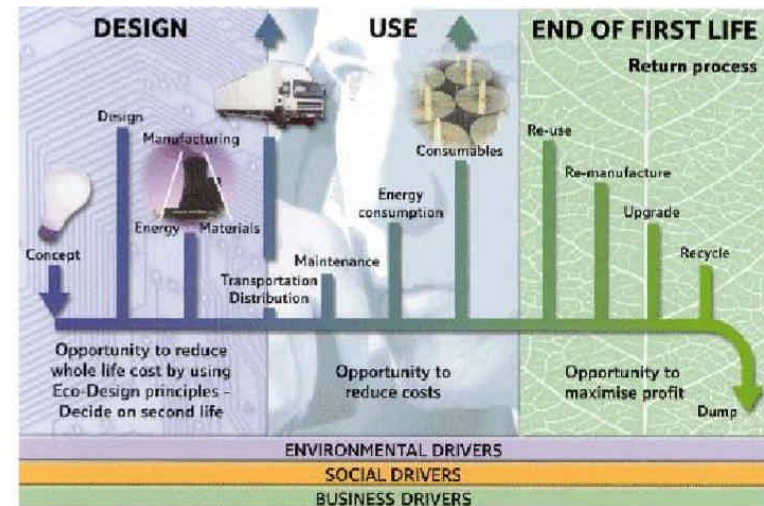 DESIGN
USE
END OF FIRST LIFE
Return process
Design
Manufacturing
Energy
Materials
Concept
Transportation
Distribution
Maintenance
Energy
consumption
Consumables
Re-use
Re-manufacture
Upgrade
Recycle
Opportunity to reduce
whole life cost by using
Eco-Design principles -
Decide on second life
Opportunity to
reduce costs
Opportunity to
maximise profit
Dump
ENVIRONMENTAL DRIVERS
SOCIAL DRIVERS
BUSINESS DRIVERS